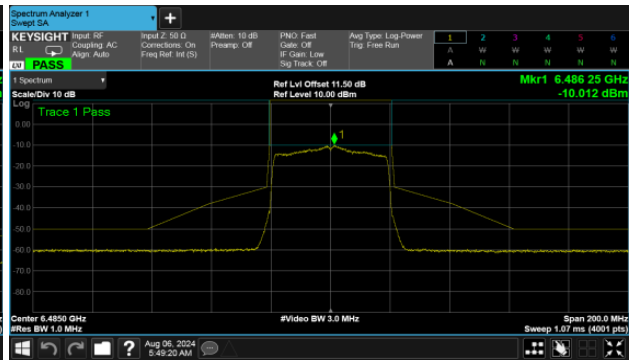 Spectrum Analyzer 1
Swept SA
+
KEYSIGHT
Input: RF
Input Z: 50 Ω
#Atten: 10 dB
PNO: Fast
Avg Type: Log-Power
1 2 3 4 5 6
RL
Coupling: AC
Corrections: On
Preamp: Off
Gate: Off
Trig: Free Run
A W W W W W
Align: Auto
Freq Ref: Int (S)
IF Gain: Low
Sig Track: Off
A N N N N N
PASS
1 Spectrum
Ref Lvl Offset 11.50 dB
Mkr1 6.486 25 GHz
Scale/Div 10 dB
Ref Level 10.00 dBm
-10.012 dBm
Log
Trace 1 Pass
0.00
1
-10.0
-20.0
-30.0
-40.0
-50.0
-60.0
-70.0
-80.0
Center 6.4850 GHz
#Video BW 3.0 MHz
Span 200.0 MHz
#Res BW 1.0 MHz
Sweep 1.07 ms (4001 pts)
?
Aug 06, 2024
5:49:20 AM